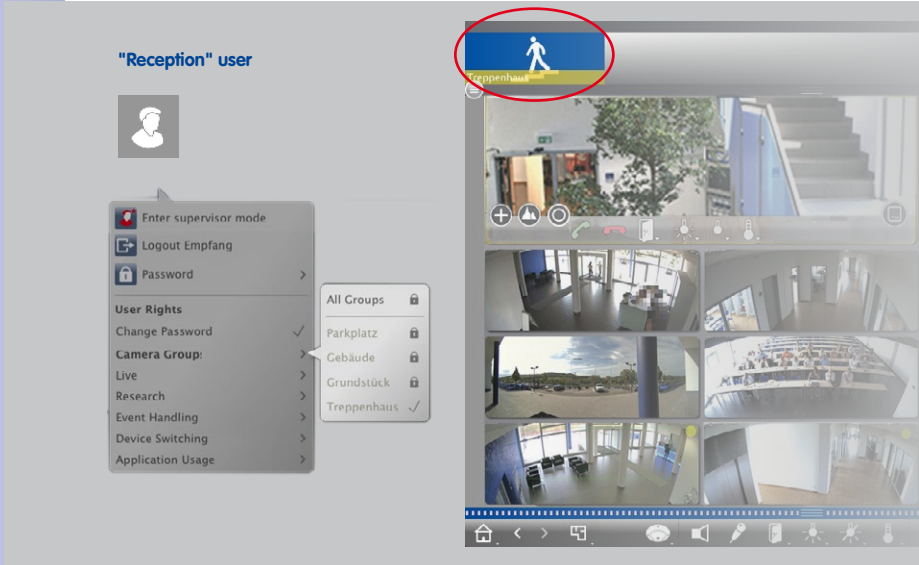 "Reception" user
Enter supervisor mode
Logout Empfang
Password
User Rights
Change Password
Camera Groups
Live
Research
Event Handling
Device Switching
Application Usage
All Groups
Parkplatz
Gebäude
Grundstück
Treppenhaus
Treppenhaus